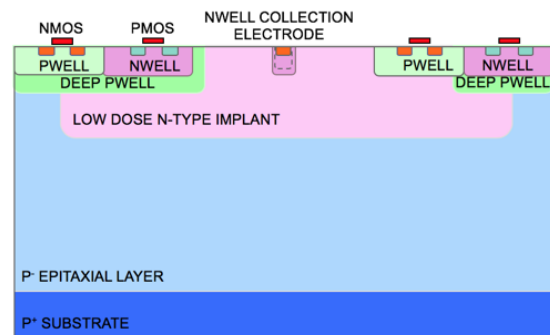 NMOS
PMOS
NWELL COLLECTION
ELECTRODE
PWELL
NWELL
PWELL
NWELL
DEEP PWELL
DEEP PWELL
LOW DOSE N-TYPE IMPLANT
P⁻ EPITAXIAL LAYER
P⁺ SUBSTRATE